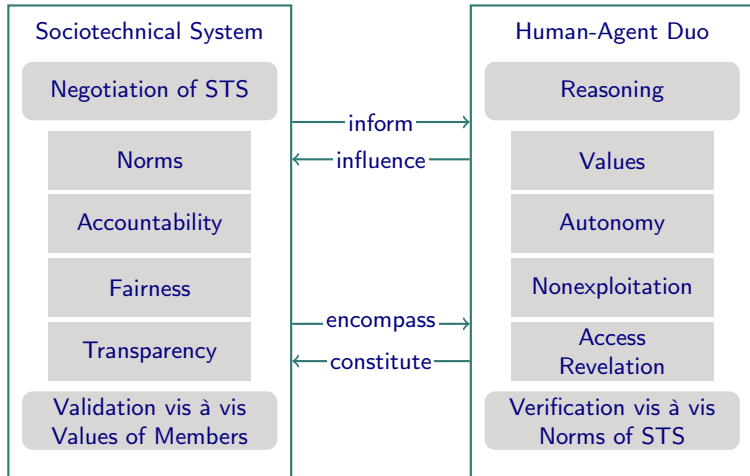 Sociotechnical System
Negotiation of STS
Norms
Accountability
Fairness
Transparency
Validation vis à vis
Values of Members
inform
influence
encompass
constitute
Human-Agent Duo
Reasoning
Values
Autonomy
Nonexploitation
Access
Revelation
Verification vis à vis
Norms of STS